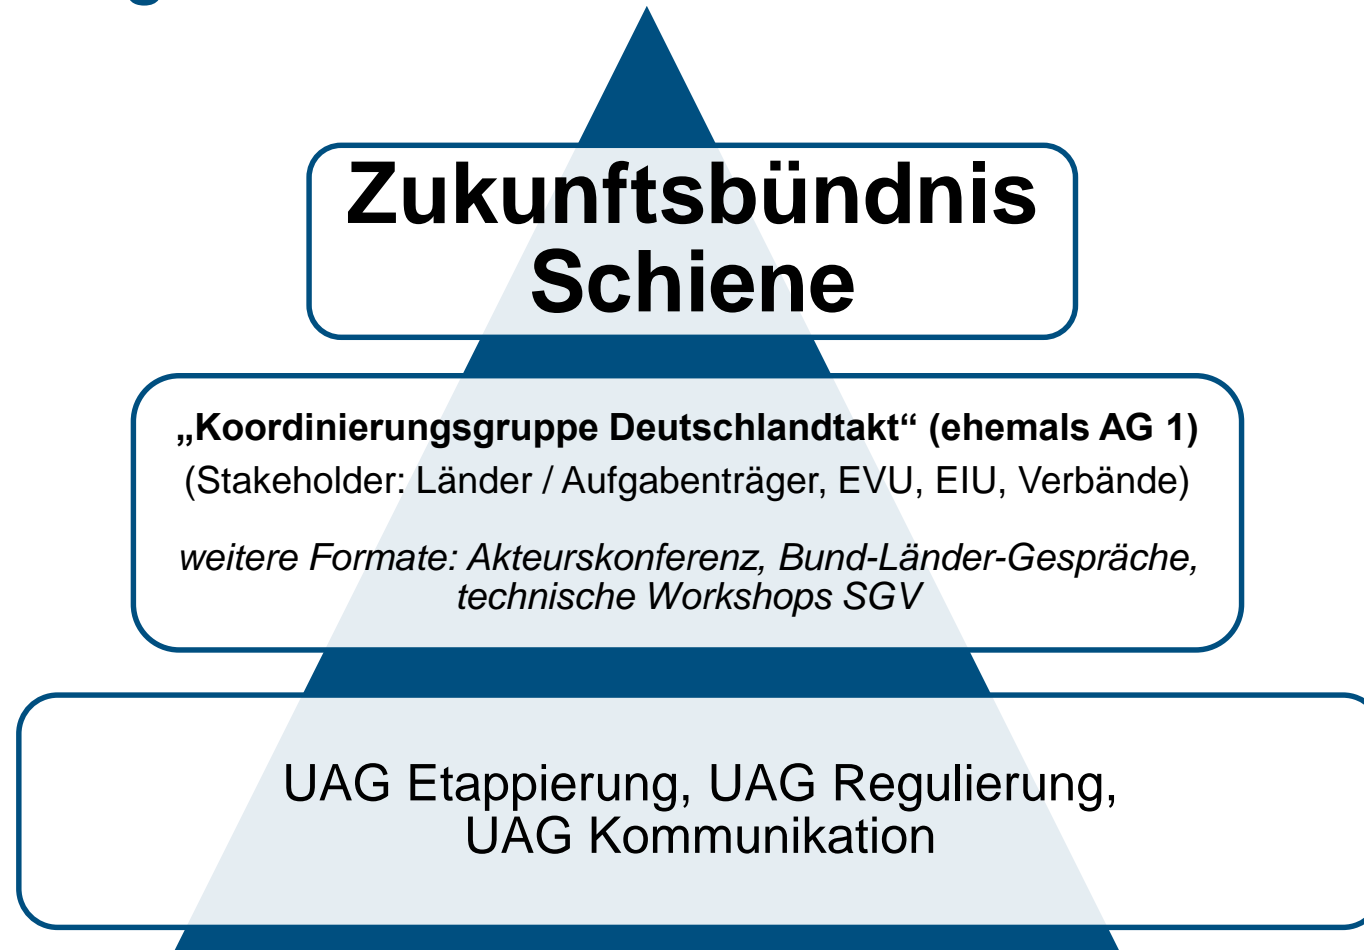 Zukunftsbündnis
Schiene
„Koordinierungsgruppe Deutschlandtakt“ (ehemals AG 1)
(Stakeholder: Länder / Aufgabenträger, EVU, EIU, Verbände)
weitere Formate: Akteurskonferenz, Bund-Länder-Gespräche,
technische Workshops SGV
UAG Etappierung, UAG Regulierung,
UAG Kommunikation